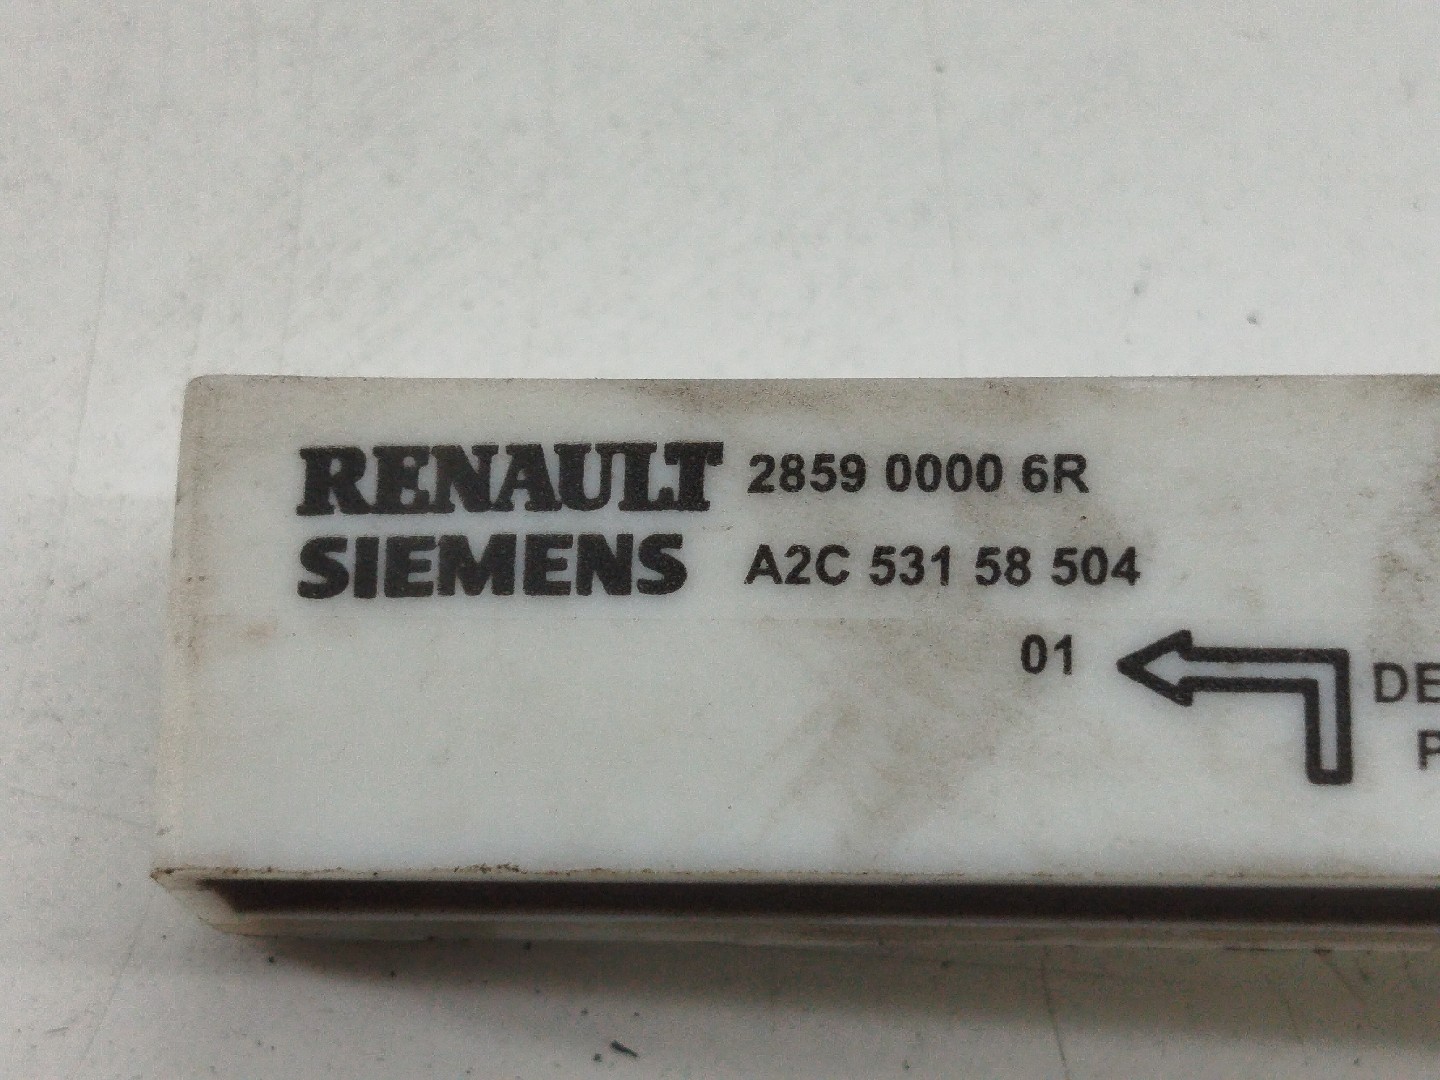 RENAULT 2859 0000 6R
SIEMENS A2C 531 58 504
01